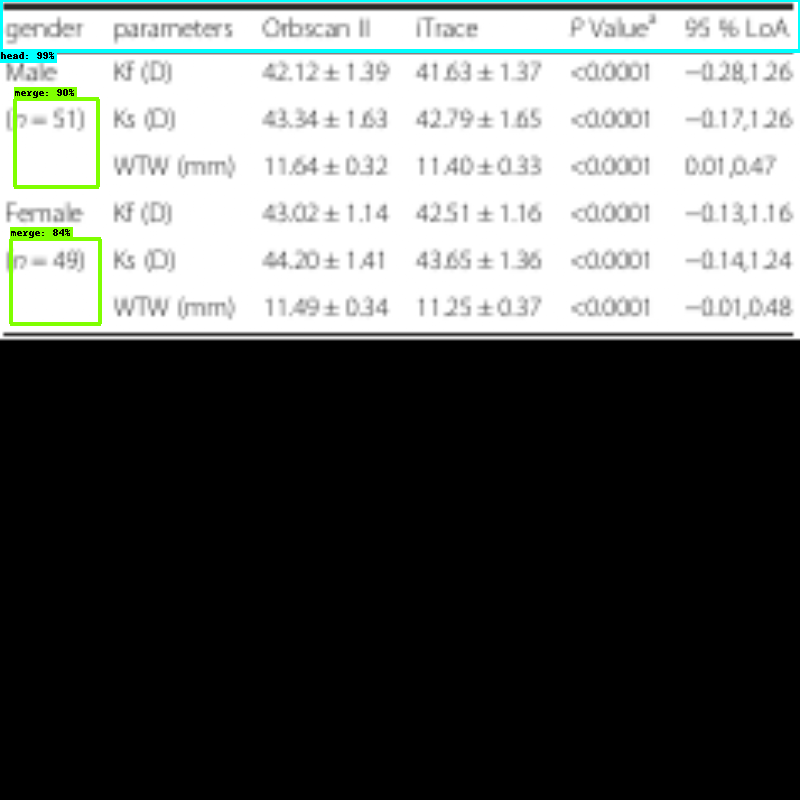 gender parameters Orbscan II iTrace P Valueª 95 % LoA
head: 99%
Male Kf (D) 42.12 ± 1.39 41.63 ± 1.37 <0.0001 −0.28,1.26
merge: 90%
(n = 51) Ks (D) 43.34 ± 1.63 42.79 ± 1.65 <0.0001 −0.17,1.26
WTW (mm) 11.64 ± 0.32 11.40 ± 0.33 <0.0001 0.01,0.47
Female Kf (D) 43.02 ± 1.14 42.51 ± 1.16 <0.0001 −0.13,1.16
merge: 84%
(n = 49) Ks (D) 44.20 ± 1.41 43.65 ± 1.36 <0.0001 −0.14,1.24
WTW (mm) 11.49 ± 0.34 11.25 ± 0.37 <0.0001 −0.01,0.48